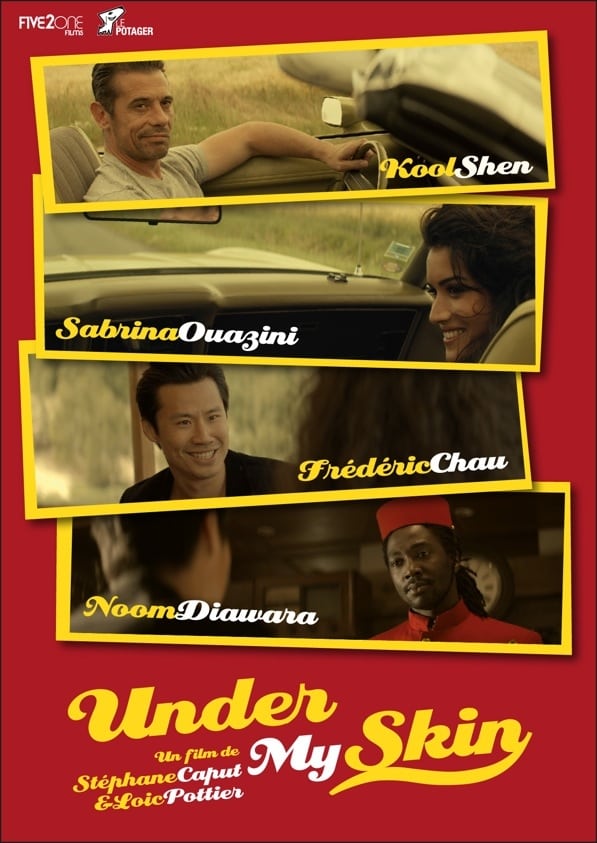 FIVE2ONE
FILMS
LE
POTAGER
KoolShen
SabrinaOuazini
FrédéricChau
NoomDiawara
Under
My Skin
Un film de
StéphaneCaput
&LoicPottier